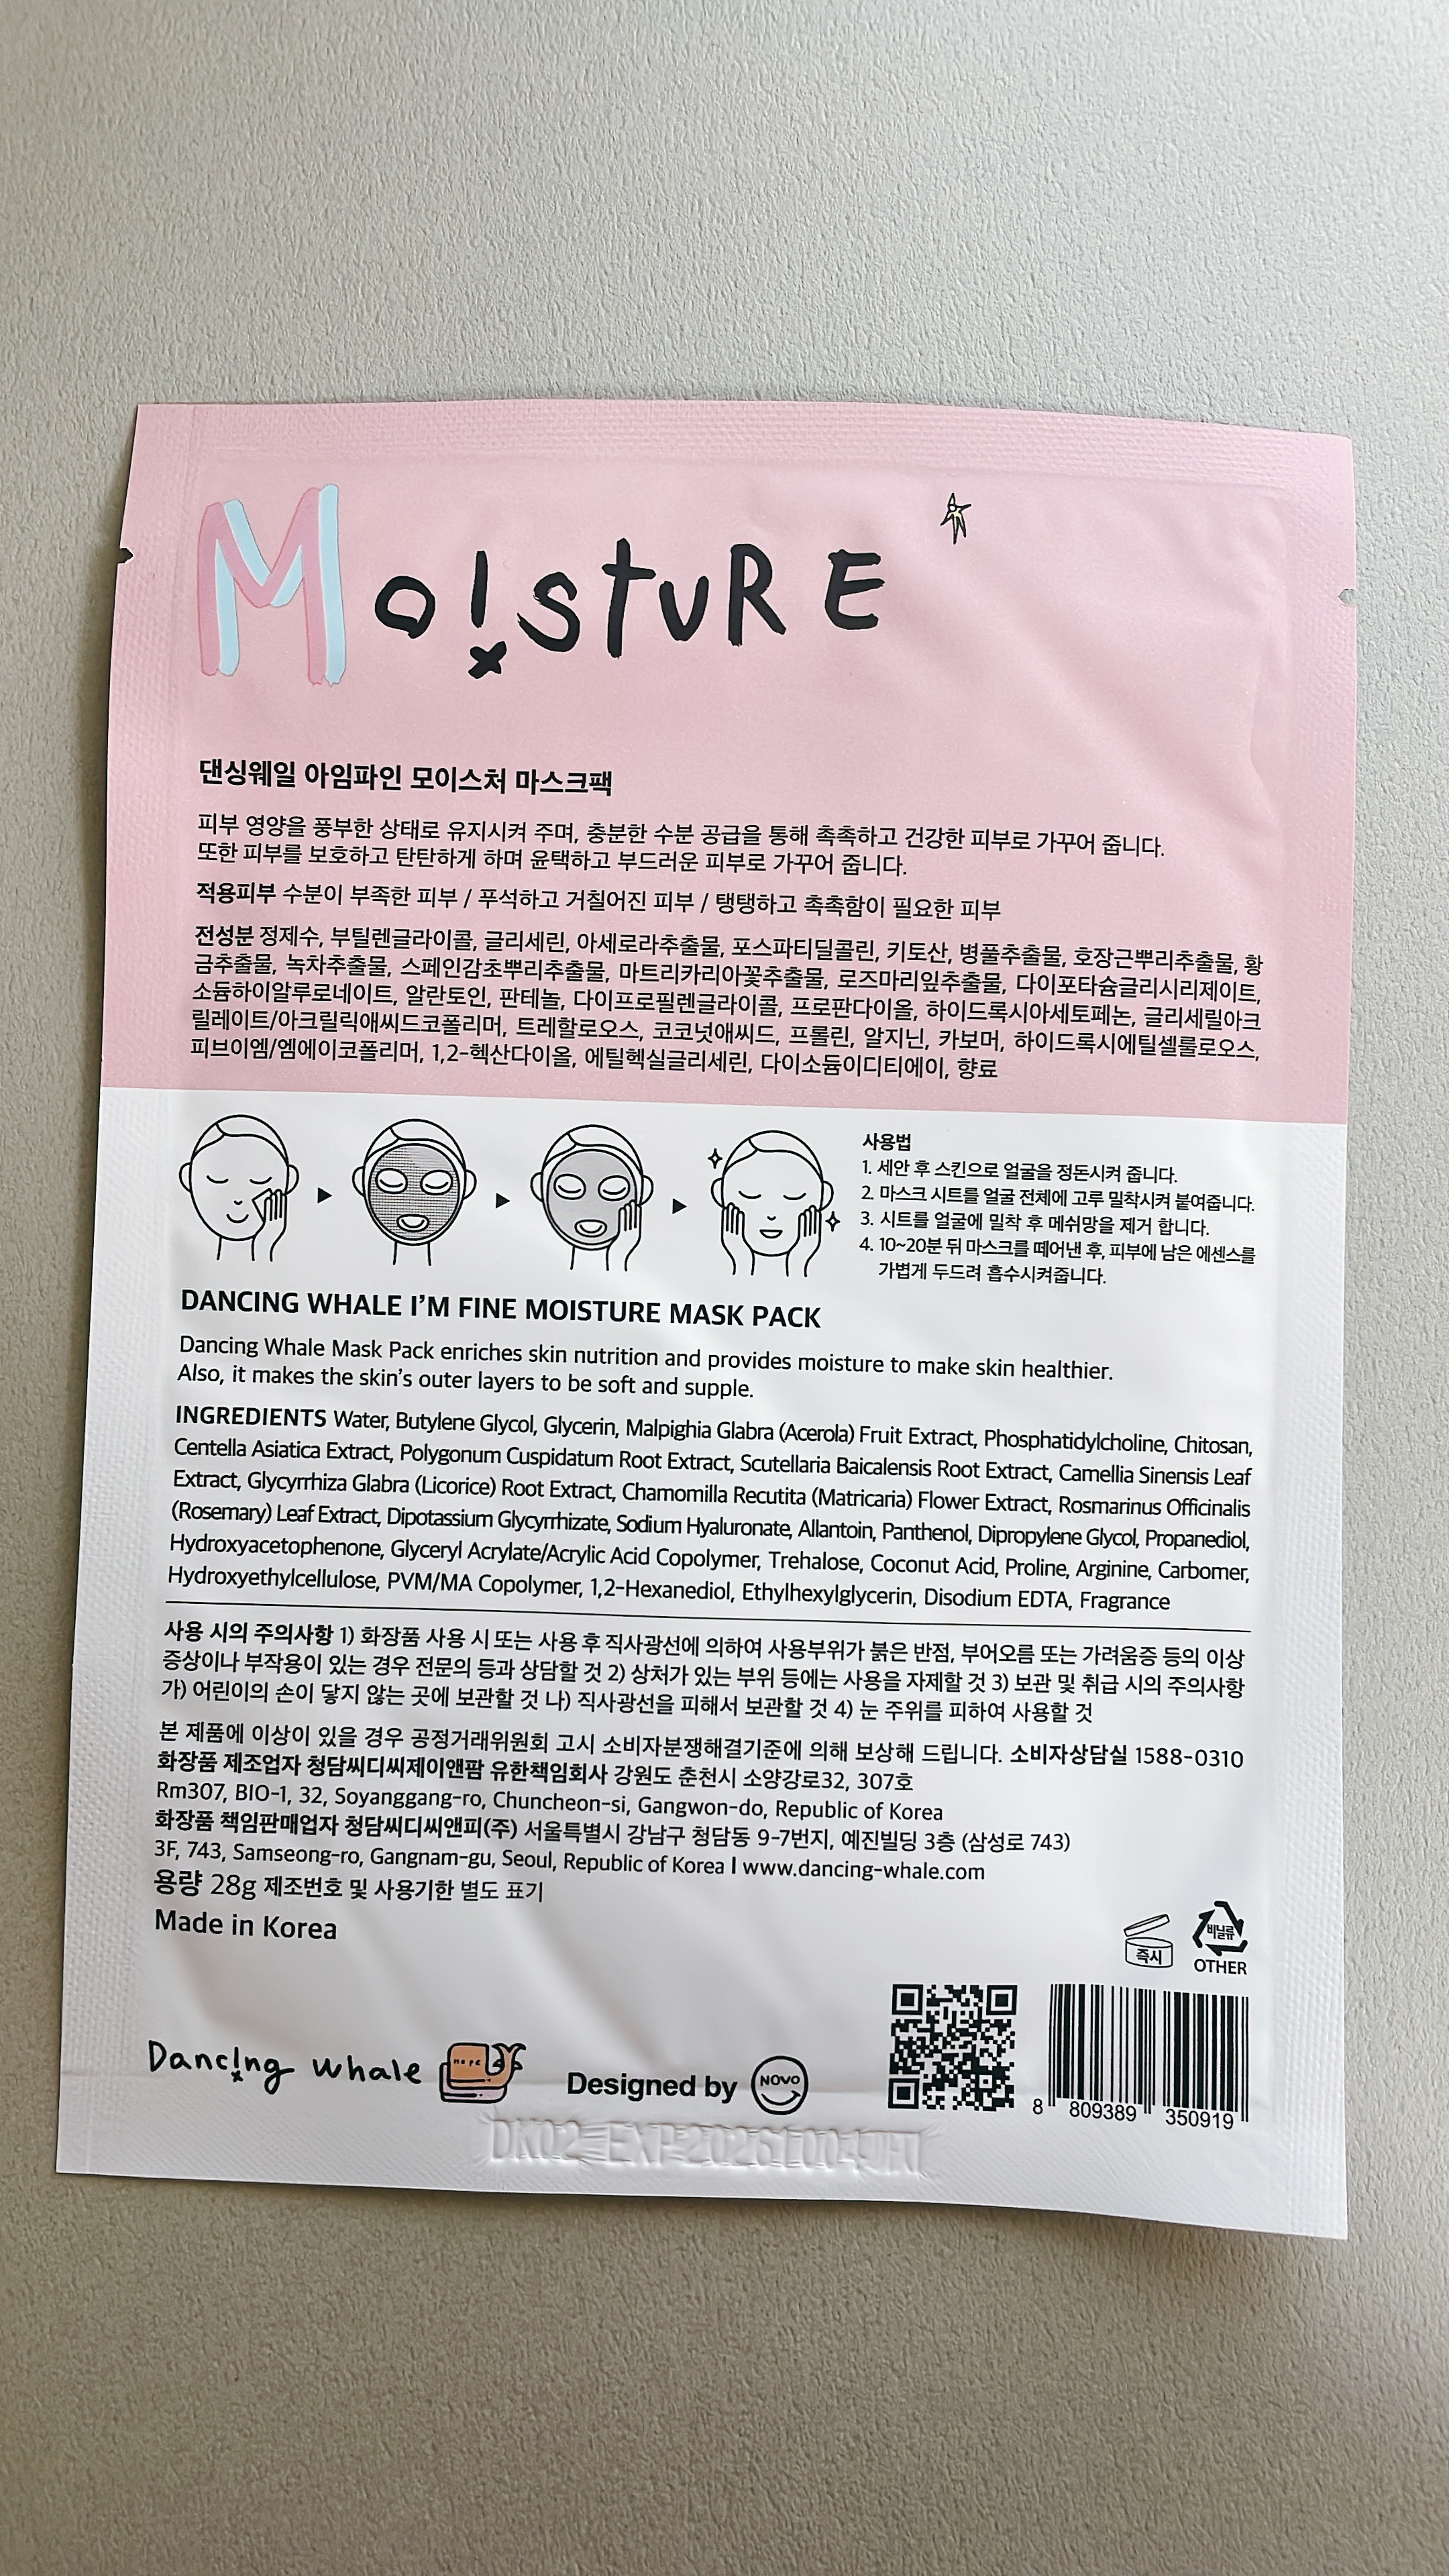 Moisture
댄싱웨일 아임파인 모이스처 마스크팩
피부 영양을 풍부한 상태로 유지시켜 주며, 충분한 수분 공급을 통해 촉촉하고 건강한 피부로 가꾸어 줍니다.
또한 피부를 보호하고 탄탄하게 하며 윤택하고 부드러운 피부로 가꾸어 줍니다.
적용피부 수분이 부족한 피부 / 푸석하고 거칠어진 피부 / 탱탱하고 촉촉함이 필요한 피부
전성분 정제수, 부틸렌글라이콜, 글리세린, 아세로라추출물, 포스파티딜콜린, 키토산, 병풀추출물, 호장근뿌리추출물, 황
금추출물, 녹차추출물, 스페인감초뿌리추출물, 마트리카리아꽃추출물, 로즈마리잎추출물, 다이포타슘글리시리제이트,
소듐하이알루로네이트, 알란토인, 판테놀, 다이프로필렌글라이콜, 프로판다이올, 하이드록시아세토페논, 글리세릴아크
릴레이트/아크릴릭애씨드코폴리머, 트레할로오스, 코코넛애씨드, 프롤린, 알지닌, 카보머, 하이드록시에틸셀룰로오스,
피브이엠/엠에이코폴리머, 1,2-헥산다이올, 에틸헥실글리세린, 다이소듐이디티에이, 향료
사용법
1. 세안 후 스킨으로 얼굴을 정돈시켜 줍니다.
2. 마스크 시트를 얼굴 전체에 고루 밀착시켜 붙여줍니다.
3. 시트를 얼굴에 밀착 후 메쉬망을 제거 합니다.
4. 10~20분 뒤 마스크를 떼어낸 후, 피부에 남은 에센스를
가볍게 두드려 흡수시켜줍니다.
DANCING WHALE I'M FINE MOISTURE MASK PACK
Dancing Whale Mask Pack enriches skin nutrition and provides moisture to make skin healthier.
Also, it makes the skin's outer layers to be soft and supple.
INGREDIENTS Water, Butylene Glycol, Glycerin, Malpighia Glabra (Acerola) Fruit Extract, Phosphatidylcholine, Chitosan,
Centella Asiatica Extract, Polygonum Cuspidatum Root Extract, Scutellaria Baicalensis Root Extract, Camellia Sinensis Leaf
Extract, Glycyrrhiza Glabra (Licorice) Root Extract, Chamomilla Recutita (Matricaria) Flower Extract, Rosmarinus Officinalis
(Rosemary) Leaf Extract, Dipotassium Glycyrrhizate, Sodium Hyaluronate, Allantoin, Panthenol, Dipropylene Glycol, Propanediol,
Hydroxyacetophenone, Glyceryl Acrylate/Acrylic Acid Copolymer, Trehalose, Coconut Acid, Proline, Arginine, Carbomer,
Hydroxyethylcellulose, PVM/MA Copolymer, 1,2-Hexanediol, Ethylhexylglycerin, Disodium EDTA, Fragrance
사용 시의 주의사항 1) 화장품 사용 시 또는 사용 후 직사광선에 의하여 사용부위가 붉은 반점, 부어오름 또는 가려움증 등의 이상
증상이나 부작용이 있는 경우 전문의 등과 상담할 것 2) 상처가 있는 부위 등에는 사용을 자제할 것 3) 보관 및 취급 시의 주의사항
가) 어린이의 손이 닿지 않는 곳에 보관할 것 나) 직사광선을 피해서 보관할 것 4) 눈 주위를 피하여 사용할 것
본 제품에 이상이 있을 경우 공정거래위원회 고시 소비자분쟁해결기준에 의해 보상해 드립니다. 소비자상담실 1588-0310
화장품 제조업자 청담씨디씨제이앤팜 유한책임회사 강원도 춘천시 소양강로32, 307호
Rm307, BIO-1, 32, Soyanggang-ro, Chuncheon-si, Gangwon-do, Republic of Korea
화장품 책임판매업자 청담씨디씨앤피(주) 서울특별시 강남구 청담동 9-7번지, 예진빌딩 3층 (삼성로 743)
3F, 743, Samseong-ro, Gangnam-gu, Seoul, Republic of Korea | www.dancing-whale.com
용량 28g 제조번호 및 사용기한 별도 표기
Made in Korea
즉시
비닐류
OTHER
Dancing whale
nope
Designed by NOVO
8 809389 350919
DK02 EXP20261004까지